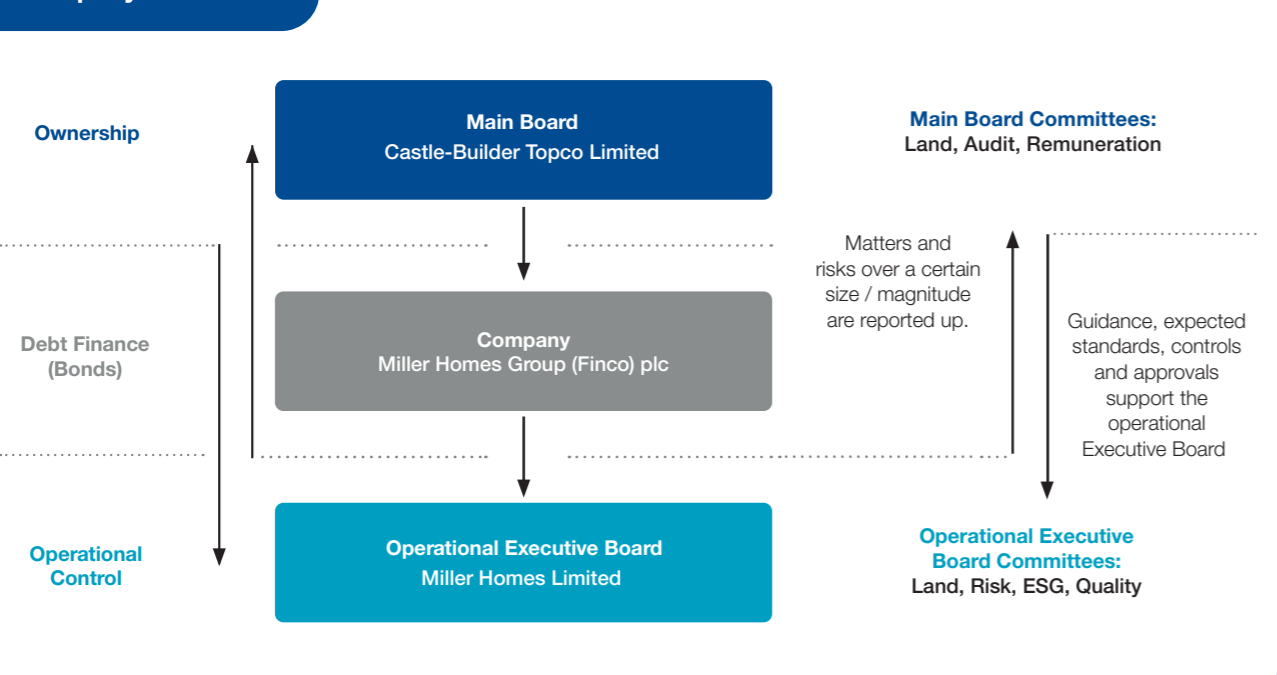 Ownership
Main Board
Castle-Builder Topco Limited
Main Board Committees:
Land, Audit, Remuneration
Matters and
risks over a certain
size / magnitude
are reported up.
Debt Finance
(Bonds)
Company
Miller Homes Group (Finco) plc
Guidance, expected
standards, controls
and approvals
support the
operational
Executive Board
Operational
Control
Operational Executive Board
Miller Homes Limited
Operational Executive
Board Committees:
Land, Risk, ESG, Quality